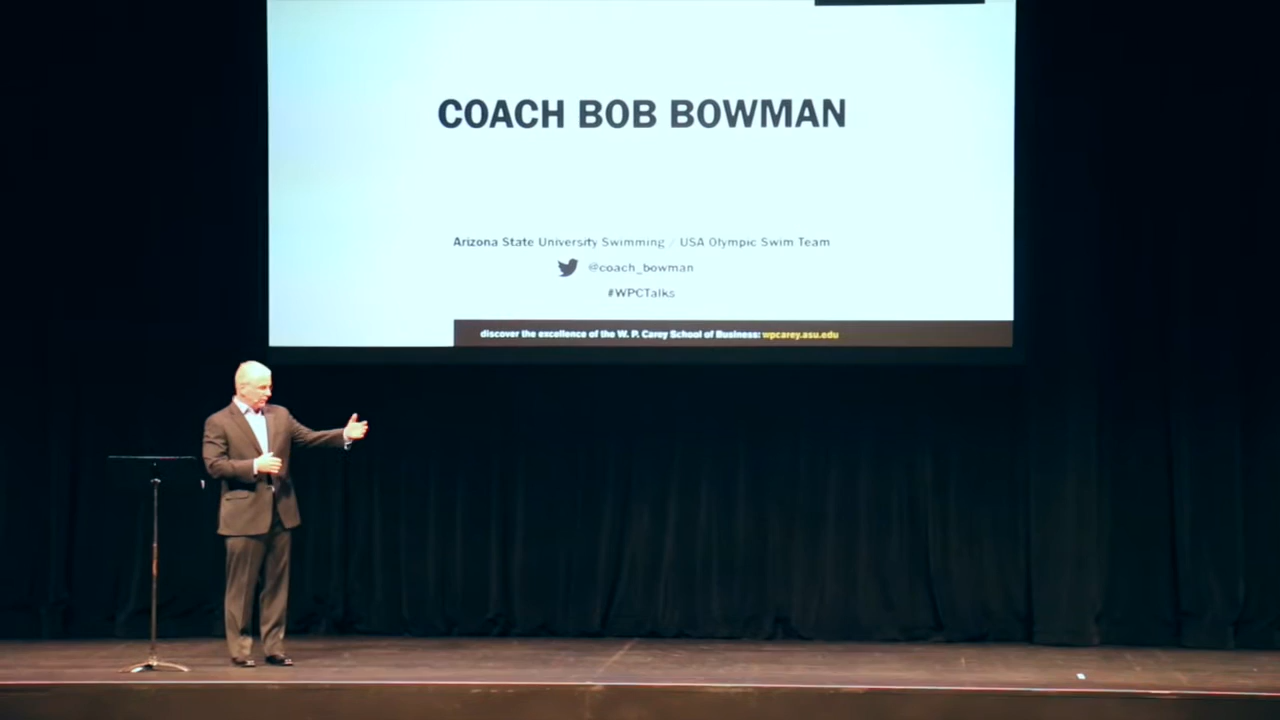 COACH BOB BOWMAN
Arizona State University Swimming / USA Olympic Swim Team
@coach_bowman
#WPCTalks
discover the excellence of the W. P. Carey School of Business: wpcarey.asu.edu